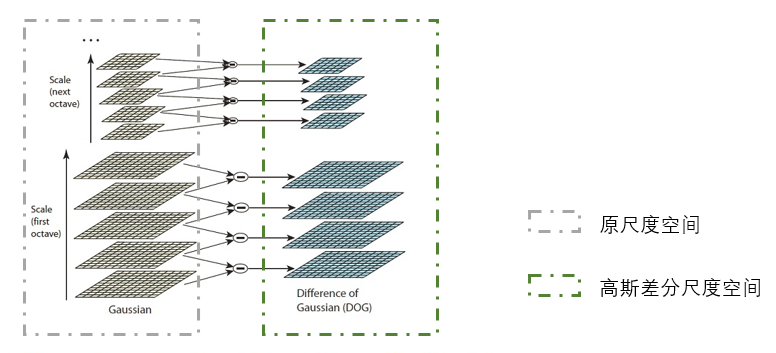 ...
Scale
(next
octave)
Scale
(first
octave)
Gaussian
Difference of
Gaussian (DOG)
原尺度空间
高斯差分尺度空间